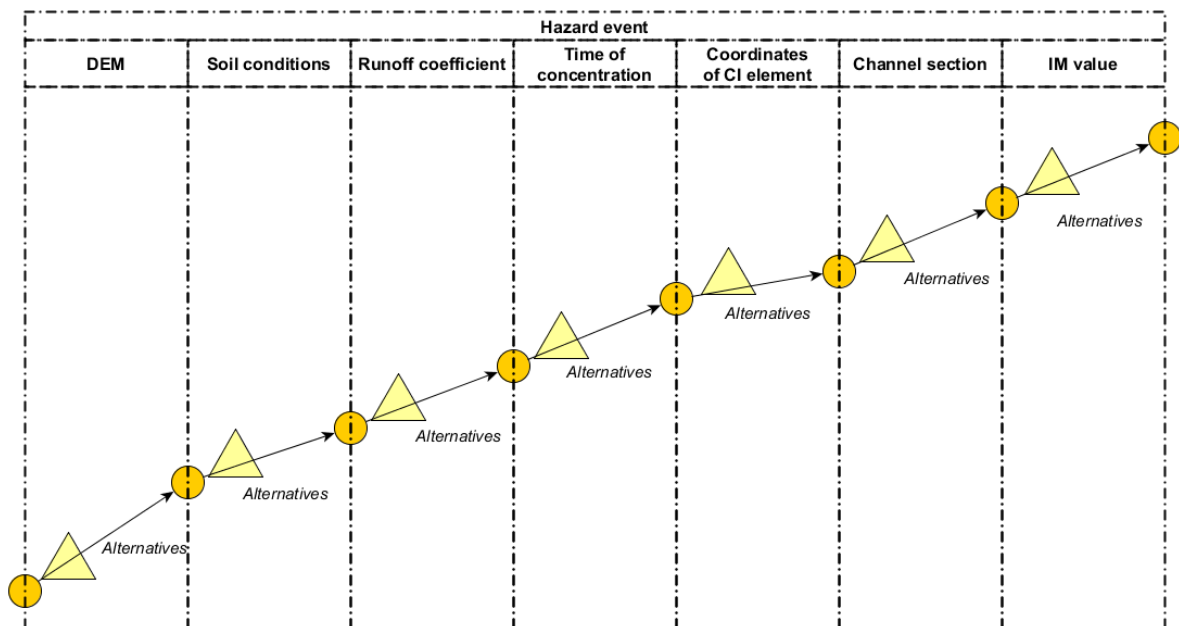 Hazard event
DEM
Soil conditions
Runoff coefficient
Time of
concentration
Coordinates
of CI element
Channel section
IM value
Alternatives
Alternatives
Alternatives
Alternatives
Alternatives
Alternatives
Alternatives